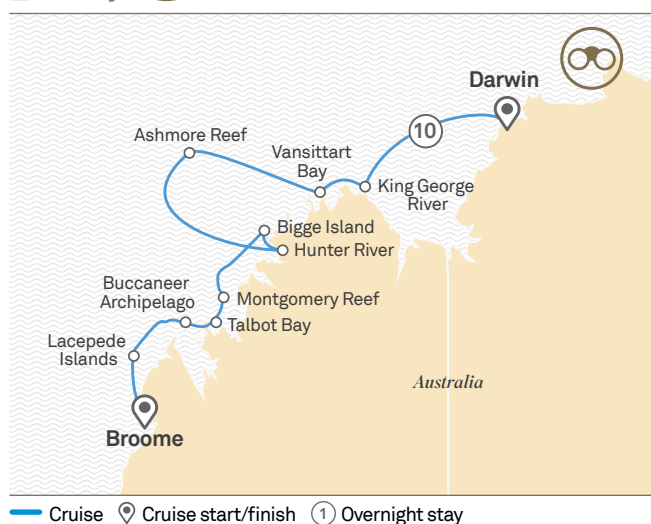 Darwin
10
Ashmore Reef
Vansittart
Bay
King George
River
Bigge Island
Hunter River
Buccaneer
Archipelago
Montgomery Reef
Talbot Bay
Lacepede
Islands
Australia
Broome
Cruise
Cruise start/finish
1 Overnight stay